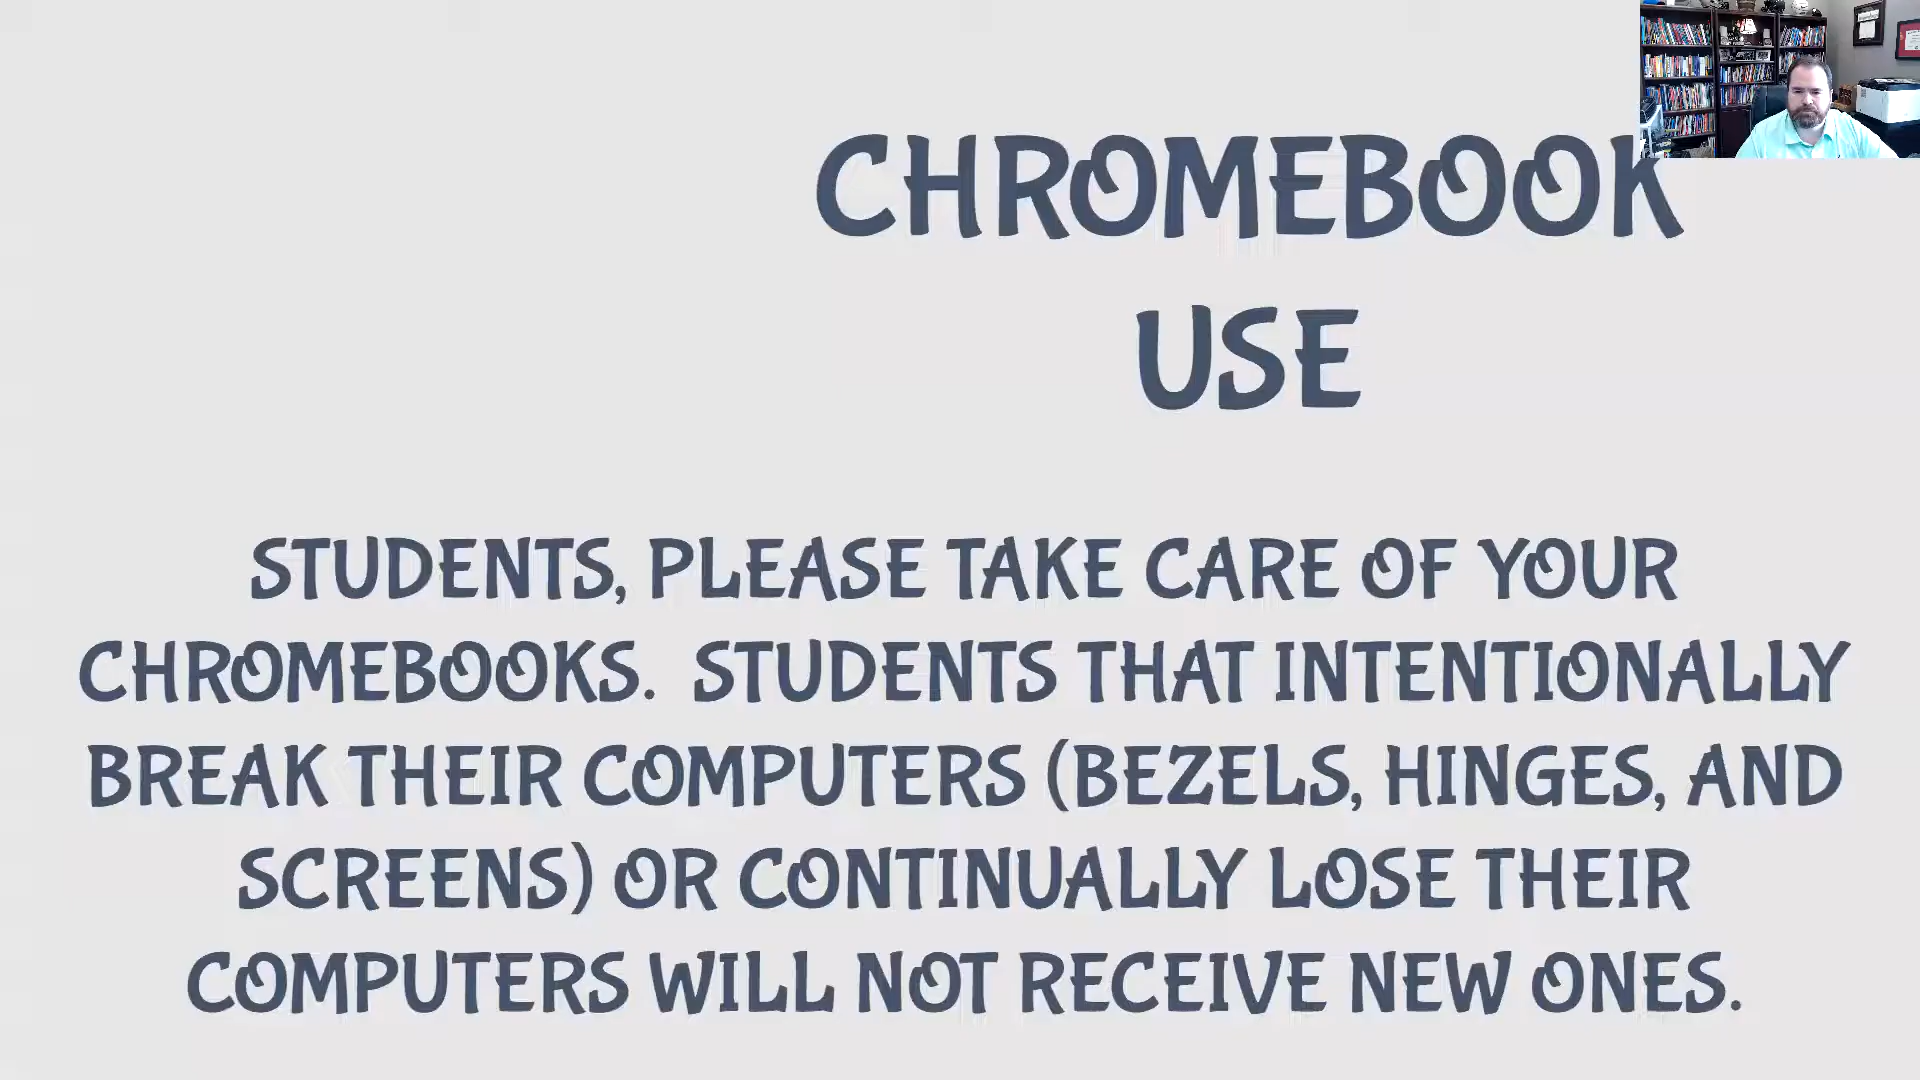 CHROMEBOOK
USE
STUDENTS, PLEASE TAKE CARE OF YOUR
CHROMEBOOKS. STUDENTS THAT INTENTIONALLY
BREAK THEIR COMPUTERS (BEZELS, HINGES, AND
SCREENS) OR CONTINUALLY LOSE THEIR
COMPUTERS WILL NOT RECEIVE NEW ONES.